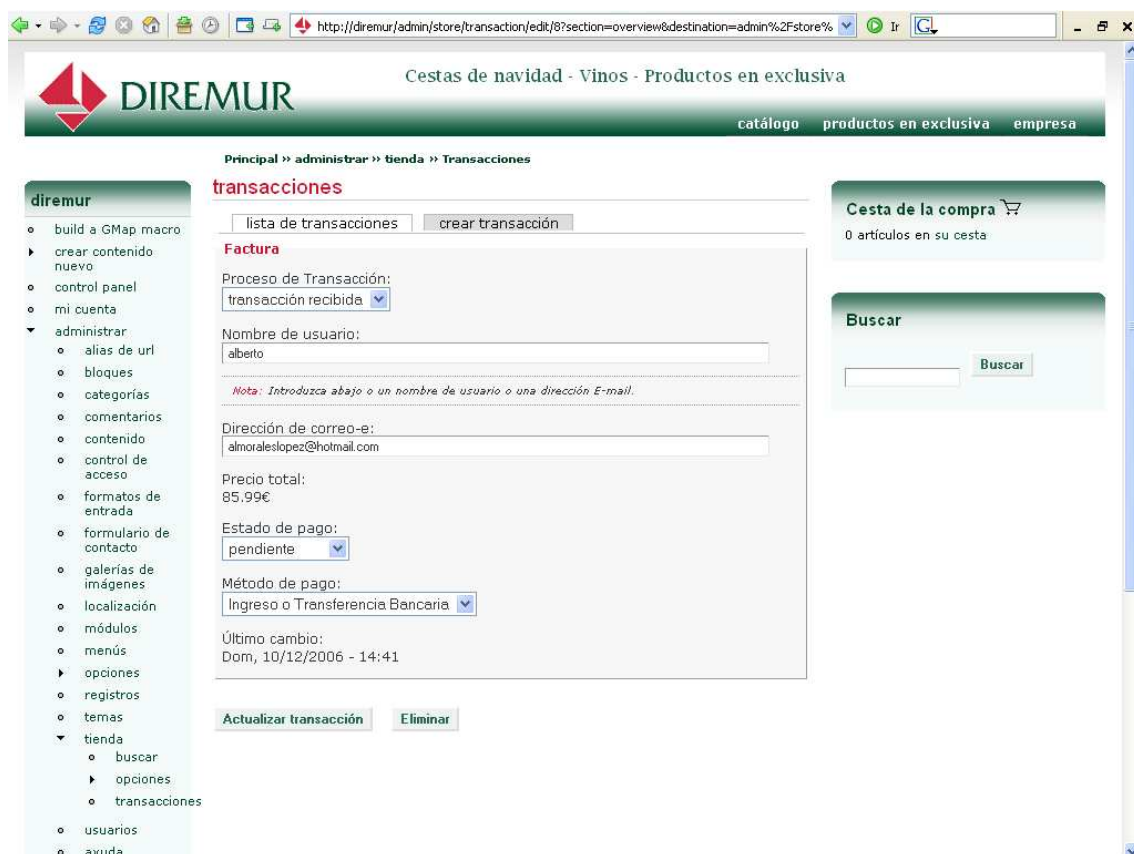 http://diremur/admin/store/transaction/edit/8?section=overview&destination=admin%2Fstore%
Ir
G
DIREMUR
Cestas de navidad - Vinos - Productos en exclusiva
catálogo productos en exclusiva empresa
Principal » administrar » tienda » Transacciones
diremur
build a GMap macro
crear contenido
nuevo
control panel
mi cuenta
administrar
alias de url
bloques
categorías
comentarios
contenido
control de
acceso
formatos de
entrada
formulario de
contacto
galerías de
imágenes
localización
módulos
menús
opciones
registros
temas
tienda
buscar
opciones
transacciones
usuarios
ayuda
transacciones
lista de transacciones crear transacción
Factura
Proceso de Transacción:
transacción recibida
Nombre de usuario:
alberto
Nota: Introduzca abajo o un nombre de usuario o una dirección E-mail.
Dirección de correo-e:
almoraleslopez@hotmail.com
Precio total:
85.99€
Estado de pago:
pendiente
Método de pago:
Ingreso o Transferencia Bancaria
Último cambio:
Dom, 10/12/2006 - 14:41
Actualizar transacción Eliminar
Cesta de la compra
0 artículos en su cesta
Buscar
Buscar